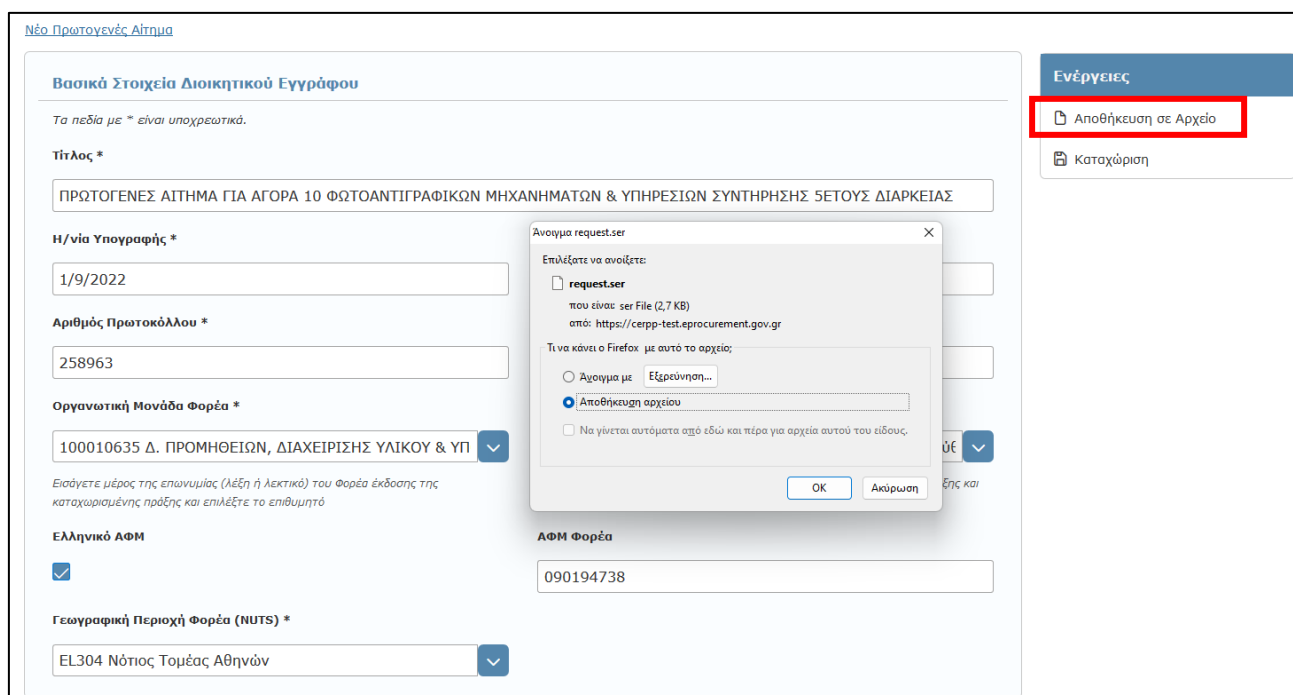 Νέο Πρωτογενές Αίτημα
Βασικά Στοιχεία Διοικητικού Εγγράφου
Τα πεδία με * είναι υποχρεωτικά.
Τίτλος *
ΠΡΩΤΟΓΕΝΕΣ ΑΙΤΗΜΑ ΓΙΑ ΑΓΟΡΑ 10 ΦΩΤΟΑΝΤΙΓΡΑΦΙΚΩΝ ΜΗΧΑΝΗΜΑΤΩΝ & ΥΠΗΡΕΣΙΩΝ ΣΥΝΤΗΡΗΣΗΣ 5ΕΤΟΥΣ ΔΙΑΡΚΕΙΑΣ
Η/νία Υπογραφής *
1/9/2022
Αριθμός Πρωτοκόλλου *
258963
Οργανωτική Μονάδα Φορέα *
100010635 Δ. ΠΡΟΜΗΘΕΙΩΝ, ΔΙΑΧΕΙΡΙΣΗΣ ΥΛΙΚΟΥ & ΥΠ
Εισάγετε μέρος της επωνυμίας (λέξη ή λεκτικό) του Φορέα έκδοσης της
καταχωρισμένης πράξης και επιλέξτε το επιθυμητό
ξης και
Ελληνικό ΑΦΜ
ΑΦΜ Φορέα
090194738
Γεωγραφική Περιοχή Φορέα (NUTS) *
EL304 Νότιος Τομέας Αθηνών
Άνοιγμα request.ser
Επιλέξατε να ανοίξετε:
request.ser
που είναι: ser File (2,7 KB)
από: https://cerpp-test.eprocurement.gov.gr
Τι να κάνει ο Firefox με αυτό το αρχείο;
Άνοιγμα με Εξερεύνηση...
Αποθήκευση αρχείου
Να γίνεται αυτόματα από εδώ και πέρα για αρχεία αυτού του είδους.
OK Ακύρωση
Ενέργειες
Αποθήκευση σε Αρχείο
Καταχώριση